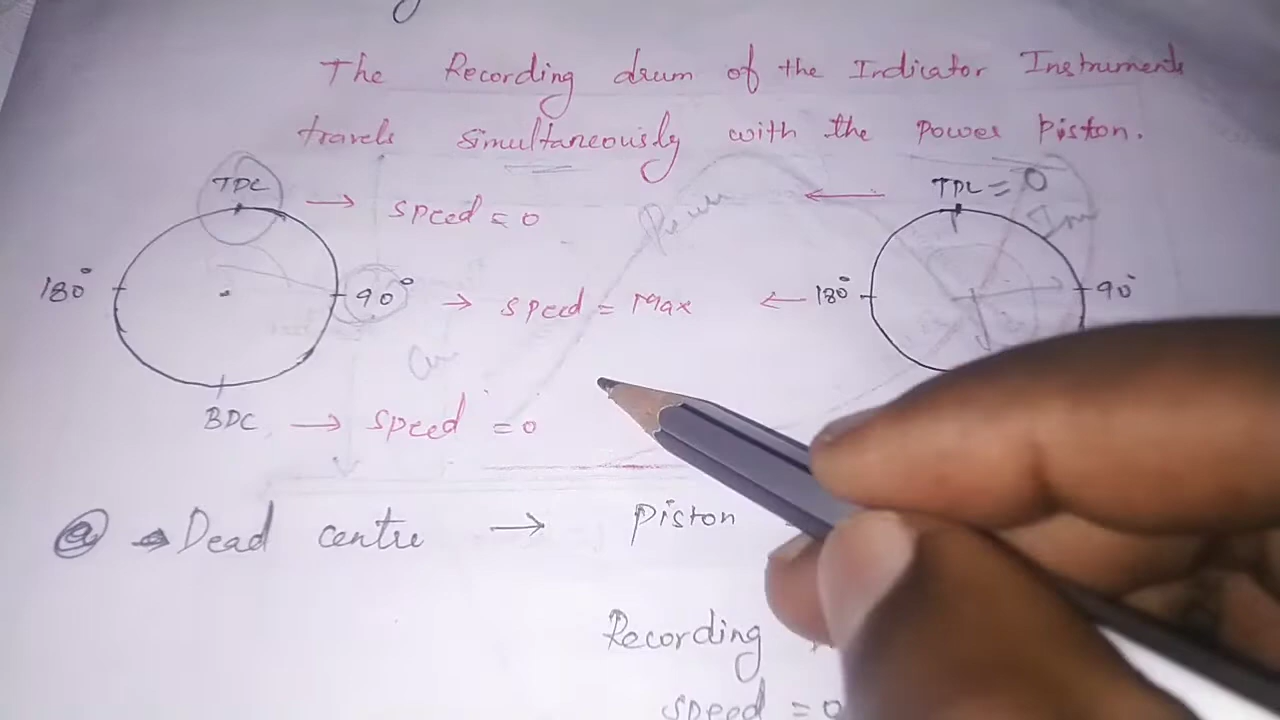 The Recording drum of the Indicator Instruments
travels simultaneously with the power piston.
TDC → speed = 0 ← TDC = 0
180° 90° → speed = Max ← 180° 90°
BDC → speed = 0
Dead centre → piston
Recording
speed = 0